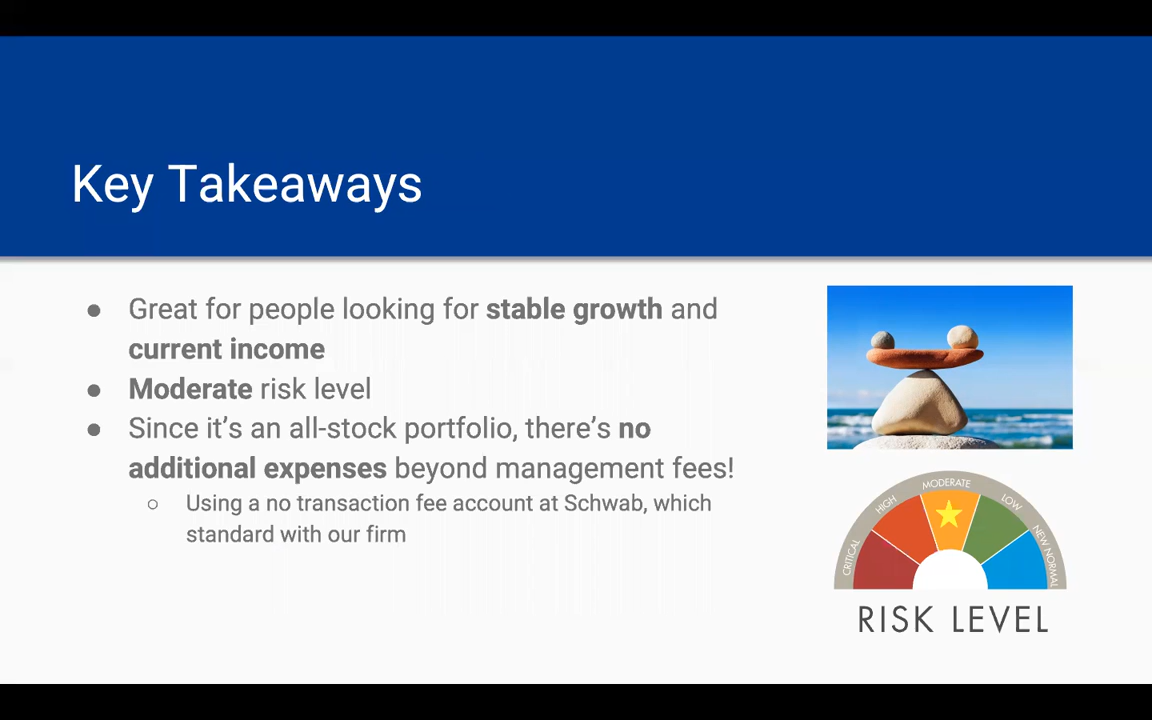 Key Takeaways
● Great for people looking for stable growth and
current income
● Moderate risk level
● Since it's an all-stock portfolio, there's no
additional expenses beyond management fees!
○ Using a no transaction fee account at Schwab, which
standard with our firm
CRITICAL
HIGH
MODERATE
LOW
NEW NORMAL
RISK LEVEL